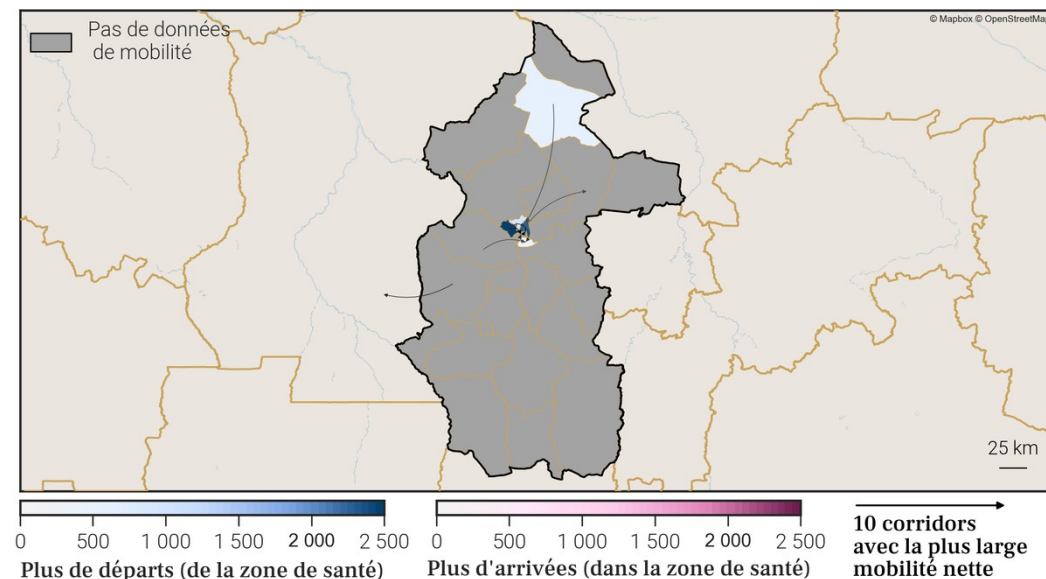 © Mapbox © OpenStreetMap
Pas de données
de mobilité
25 km
0 500 1 000 1 500 2 000 2 500
0 500 1 000 1 500 2 000 2 500
Plus de départs (de la zone de santé)
Plus d'arrivées (dans la zone de santé)
10 corridors
avec la plus large
mobilité nette